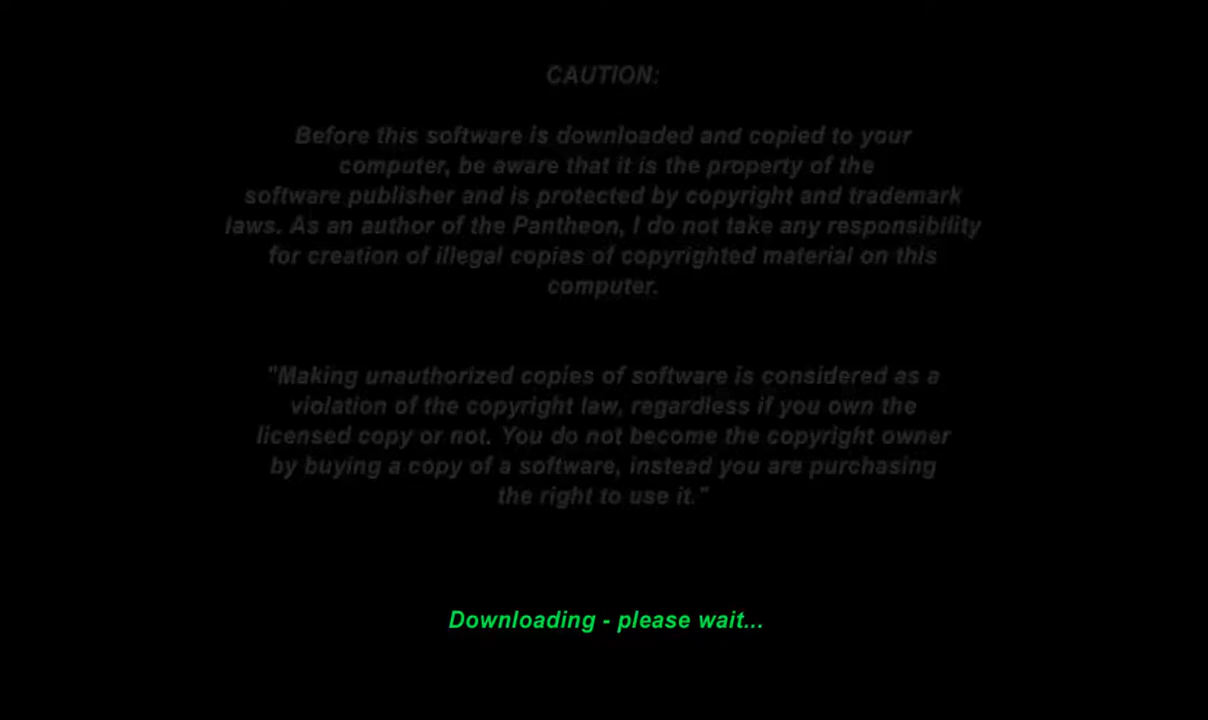 CAUTION:
Before this software is downloaded and copied to your
computer, be aware that it is the property of the
software publisher and is protected by copyright and trademark
laws. As an author of the Pantheon, I do not take any responsibility
for creation of illegal copies of copyrighted material on this
computer.
"Making unauthorized copies of software is considered as a
violation of the copyright law, regardless if you own the
licensed copy or not. You do not become the copyright owner
by buying a copy of a software, instead you are purchasing
the right to use it."
Downloading - please wait...